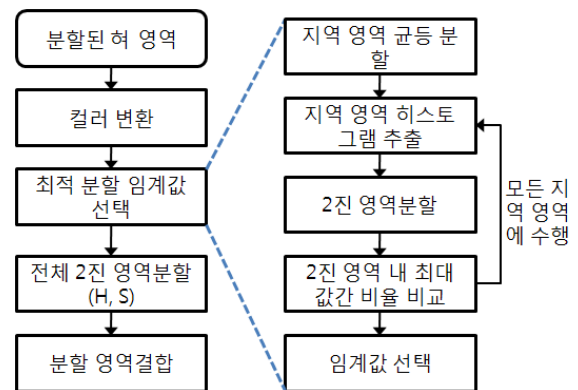 분할된 혀 영역
컬러 변환
최적 분할 임계값
선택
전체 2진 영역분할
(H, S)
분할 영역결합
지역 영역 균등 분
할
지역 영역 히스토
그램 추출
2진 영역분할
2진 영역 내 최대
값간 비율 비교
임계값 선택
모든 지
역 영역
에 수행